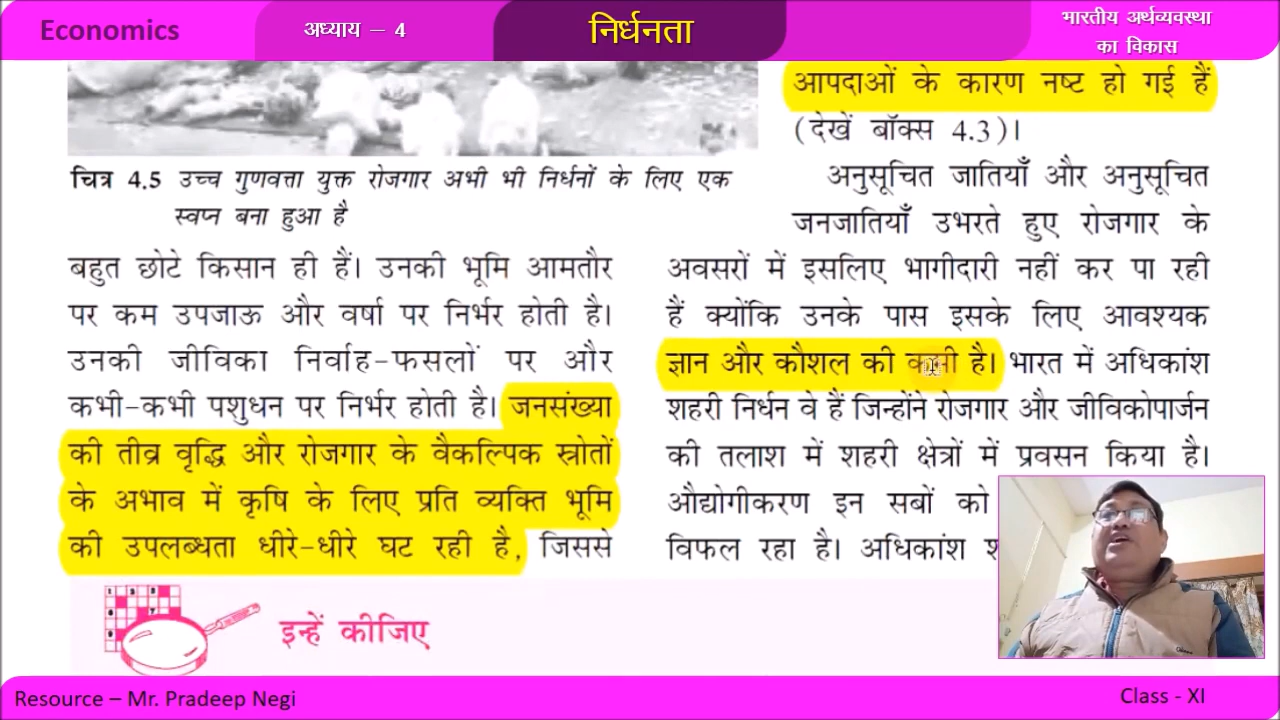 Economics
अध्याय – 4
निर्धनता
भारतीय अर्थव्यवस्था
का विकास
चित्र 4.5 उच्च गुणवत्ता युक्त रोजगार अभी भी निर्धनों के लिए एक
स्वप्न बना हुआ है
बहुत छोटे किसान ही हैं। उनकी भूमि आमतौर
पर कम उपजाऊ और वर्षा पर निर्भर होती है।
उनकी जीविका निर्वाह-फसलों पर और
कभी-कभी पशुधन पर निर्भर होती है। जनसंख्या
की तीव्र वृद्धि और रोजगार के वैकल्पिक स्रोतों
के अभाव में कृषि के लिए प्रति व्यक्ति भूमि
की उपलब्धता धीरे-धीरे घट रही है, जिससे
आपदाओं के कारण नष्ट हो गई हैं
(देखें बॉक्स 4.3)।
अनुसूचित जातियाँ और अनुसूचित
जनजातियाँ उभरते हुए रोजगार के
अवसरों में इसलिए भागीदारी नहीं कर पा रही
हैं क्योंकि उनके पास इसके लिए आवश्यक
ज्ञान और कौशल की कमी है। भारत में अधिकांश
शहरी निर्धन वे हैं जिन्होंने रोजगार और जीविकोपार्जन
की तलाश में शहरी क्षेत्रों में प्रवसन किया है।
औद्योगीकरण इन सबों को
विफल रहा है। अधिकांश
इन्हें कीजिए
Resource – Mr. Pradeep Negi
Class - XI